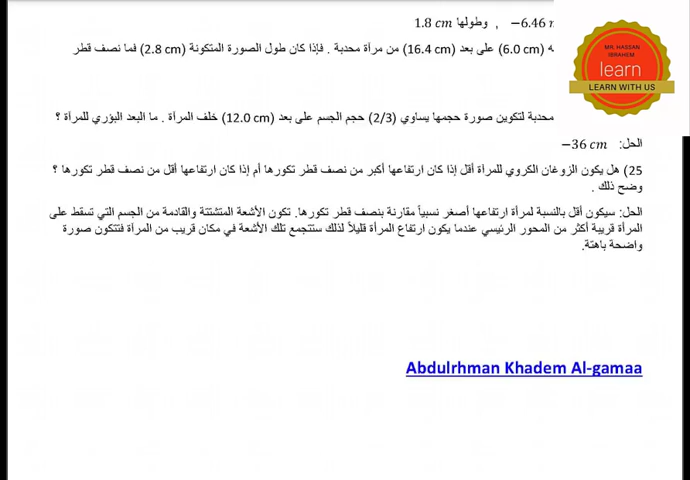 −6.46 , وطولها 1.8 cm
(6.0 cm) على بعد (16.4 cm) من مرآة محدبة . فإذا كان طول الصورة المتكونة (2.8 cm) فما نصف قطر
محدبة لتكوين صورة حجمها يساوي (2/3) حجم الجسم على بعد (12.0 cm) خلف المرآة . ما البعد البؤري للمرآة ؟
الحل: −36 cm
25) هل يكون الزوغان الكروي للمرآة أقل إذا كان ارتفاعها أكبر من نصف قطر تكورها أم إذا كان ارتفاعها أقل من نصف قطر تكورها ؟
وضح ذلك .
الحل: سيكون أقل بالنسبة لمرآة ارتفاعها أصغر نسبياً مقارنة بنصف قطر تكورها. تكون الأشعة المتشتتة والقادمة من الجسم التي تسقط على
المرآة قريبة أكثر من المحور الرئيسي عندما يكون ارتفاع المرآة قليلاً لذلك ستتجمع تلك الأشعة في مكان قريب من المرآة فتتكون صورة
واضحة باهتة.
Abdulrhman Khadem Al-gamaa
MR. HASSAN
IBRAHEM
learn
LEARN WITH US